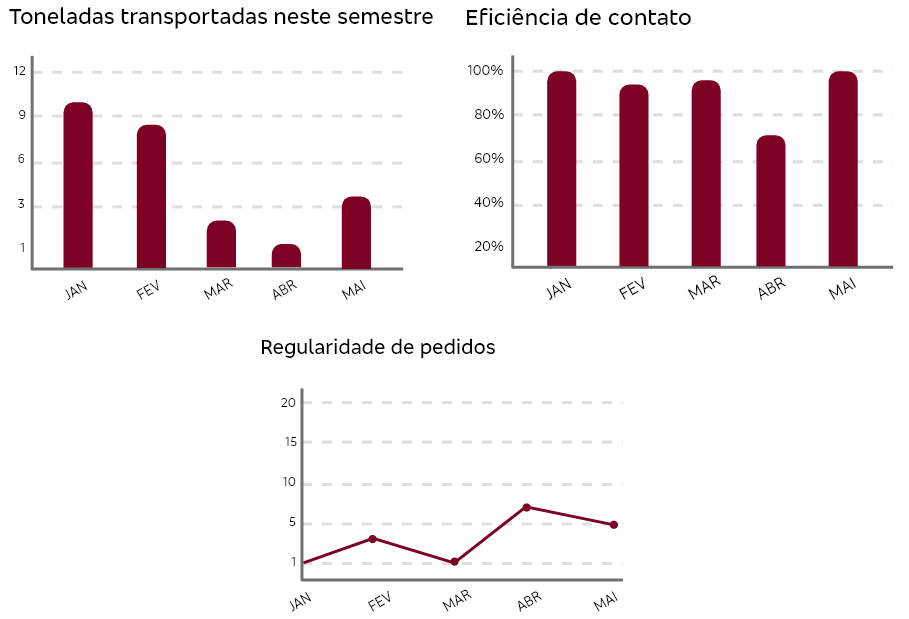 Toneladas transportadas neste semestre
12
9
6
3
1
JAN
FEV
MAR
ABR
MAI
Eficiência de contato
100%
80%
60%
40%
20%
JAN
FEV
MAR
ABR
MAI
Regularidade de pedidos
20
15
10
5
1
JAN
FEV
MAR
ABR
MAI